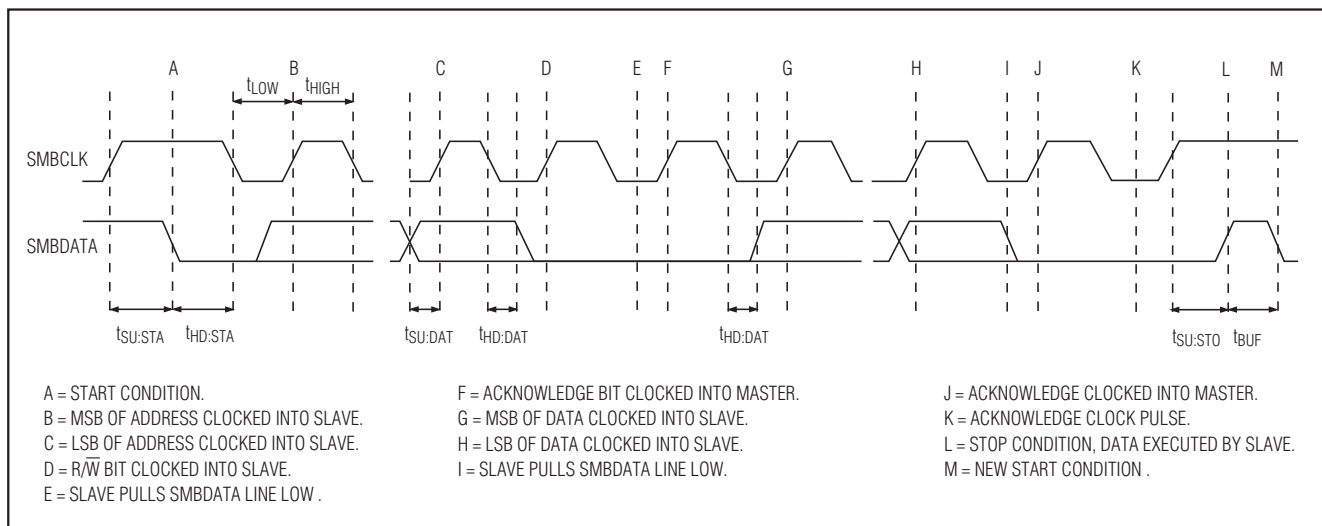 A B C D E F G H I J K L M
tLOW tHIGH
SMBCLK
SMBDATA
tSU:STA tHD:STA tSU:DAT tHD:DAT tHD:DAT tSU:STO tBUF
A = START CONDITION.
B = MSB OF ADDRESS CLOCKED INTO SLAVE.
C = LSB OF ADDRESS CLOCKED INTO SLAVE.
D = R/W̅ BIT CLOCKED INTO SLAVE.
E = SLAVE PULLS SMBDATA LINE LOW .
F = ACKNOWLEDGE BIT CLOCKED INTO MASTER.
G = MSB OF DATA CLOCKED INTO SLAVE.
H = LSB OF DATA CLOCKED INTO SLAVE.
I = SLAVE PULLS SMBDATA LINE LOW.
J = ACKNOWLEDGE CLOCKED INTO MASTER.
K = ACKNOWLEDGE CLOCK PULSE.
L = STOP CONDITION, DATA EXECUTED BY SLAVE.
M = NEW START CONDITION .